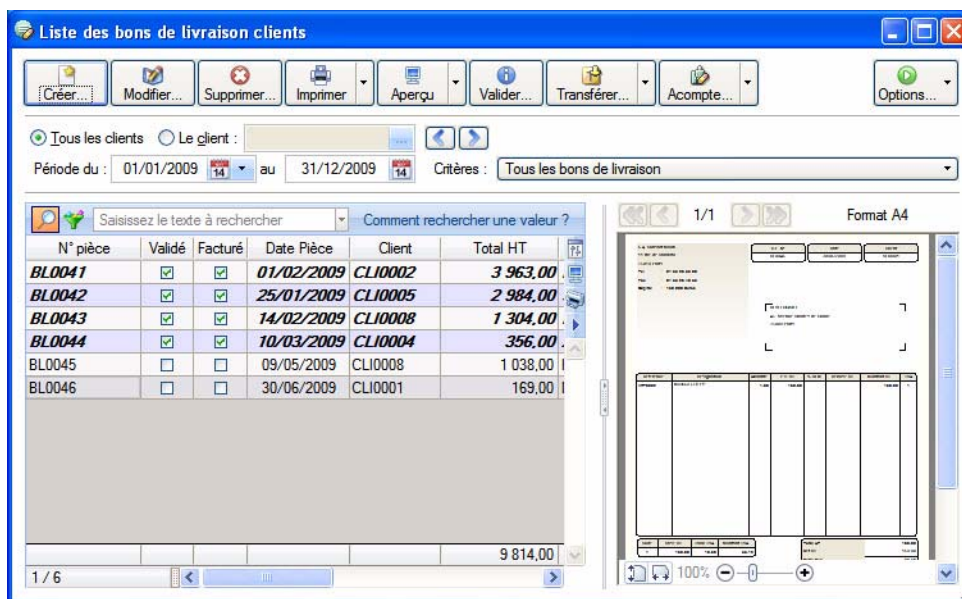 Liste des bons de livraison clients
Créer... Modifier... Supprimer... Imprimer Aperçu Valider... Transférer... Acompte... Options...
Tous les clients Le client : ...
Période du : 01/01/2009 14 au 31/12/2009 14 Critères : Tous les bons de livraison
Saisissez le texte à rechercher Comment rechercher une valeur ? 1/1 Format A4
N° pièce Validé Facturé Date Pièce Client Total HT
BL0041 01/02/2009 CLI0002 3 963,00
BL0042 25/01/2009 CLI0005 2 984,00
BL0043 14/02/2009 CLI0008 1 304,00
BL0044 10/03/2009 CLI0004 356,00
BL0045 09/05/2009 CLI0008 1 038,00
BL0046 30/06/2009 CLI0001 169,00
9 814,00
1 / 6 100%